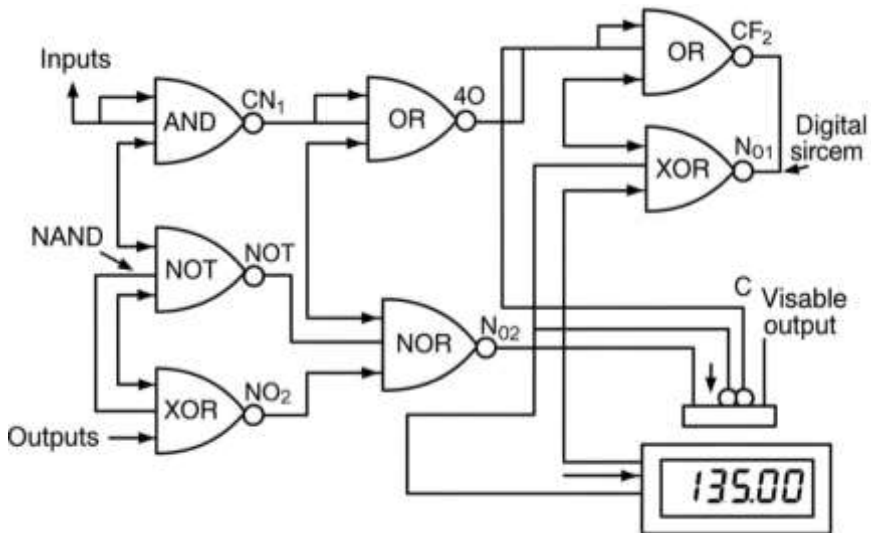 Inputs
AND
CN₁
OR
4O
OR
CF₂
XOR
N₀₁
Digital
sircem
NAND
NOT
NOT
XOR
NO₂
Outputs
NOR
N₀₂
C
Visable
output
135.00